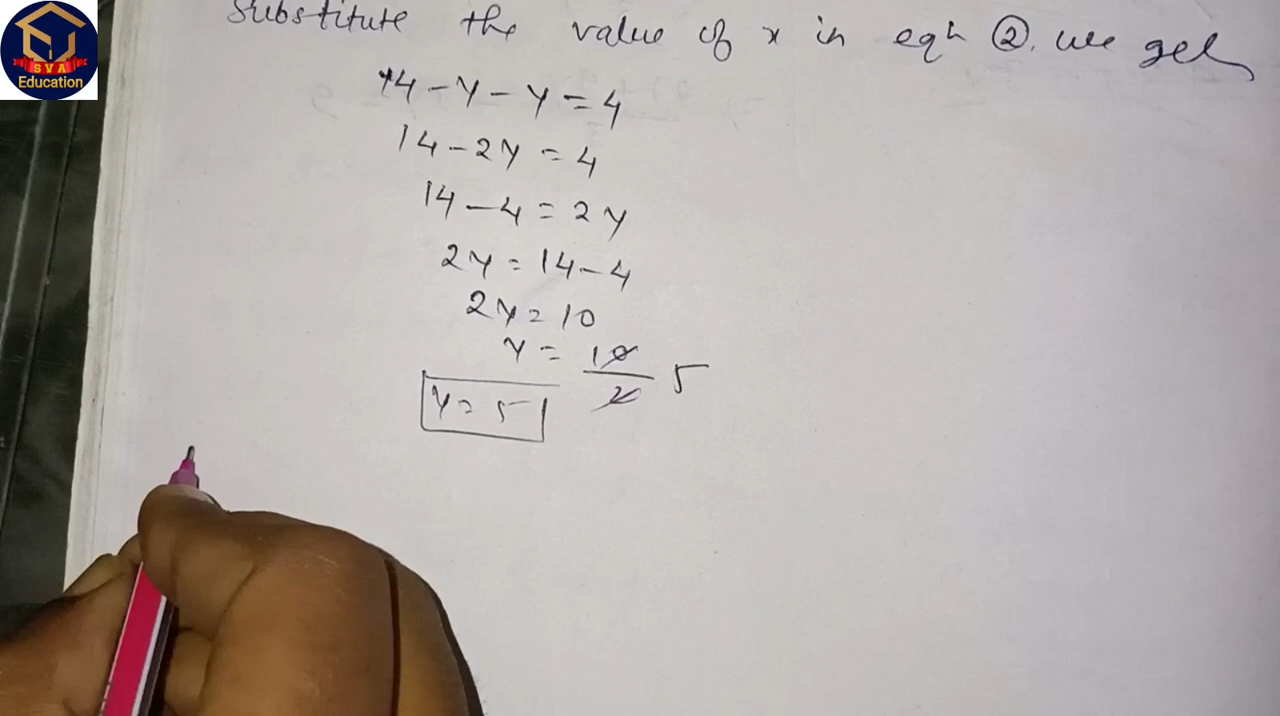 SVA
Education
Substitute the value of x in eqn ②. we get
14 - y - y = 4
14 - 2y = 4
14 - 4 = 2y
2y = 14 - 4
2y = 10
y = 10/2 5
y = 5